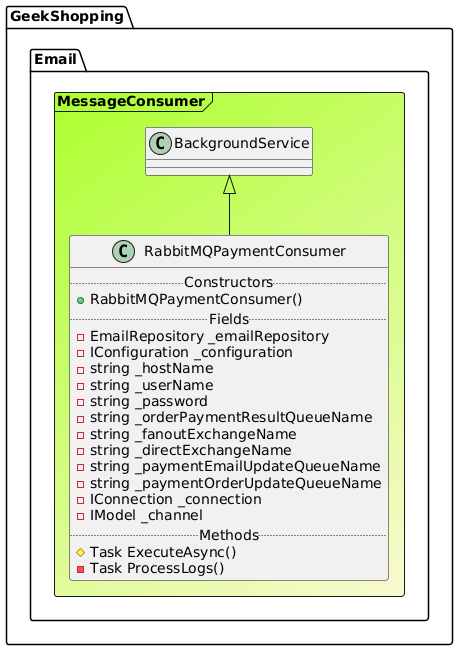 GeekShopping
Email
MessageConsumer
C BackgroundService
C RabbitMQPaymentConsumer
Constructors
RabbitMQPaymentConsumer()
Fields
EmailRepository _emailRepository
IConfiguration _configuration
string _hostName
string _userName
string _password
string _orderPaymentResultQueueName
string _fanoutExchangeName
string _directExchangeName
string _paymentEmailUpdateQueueName
string _paymentOrderUpdateQueueName
IConnection _connection
IModel _channel
Methods
Task ExecuteAsync()
Task ProcessLogs()